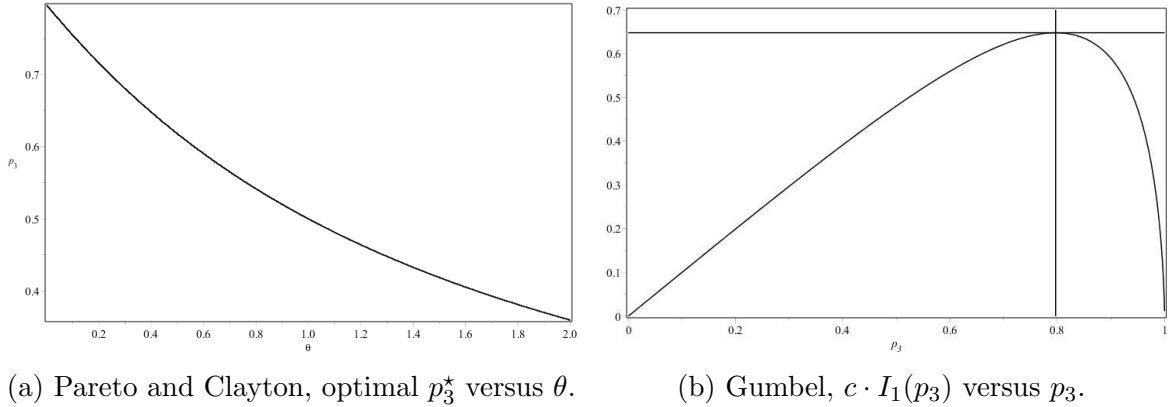 0.7
p₃ 0.6
0.5
0.4
0.2 0.4 0.6 0.8 1.0 1.2 1.4 1.6 1.8 2.0
θ
(a) Pareto and Clayton, optimal p₃⋆ versus θ.
0.7
0.6
0.5
0.4
0.3
0.2
0.1
0
0 0.2 0.4 0.6 0.8 1
p₃
(b) Gumbel, c · I₁(p₃) versus p₃.